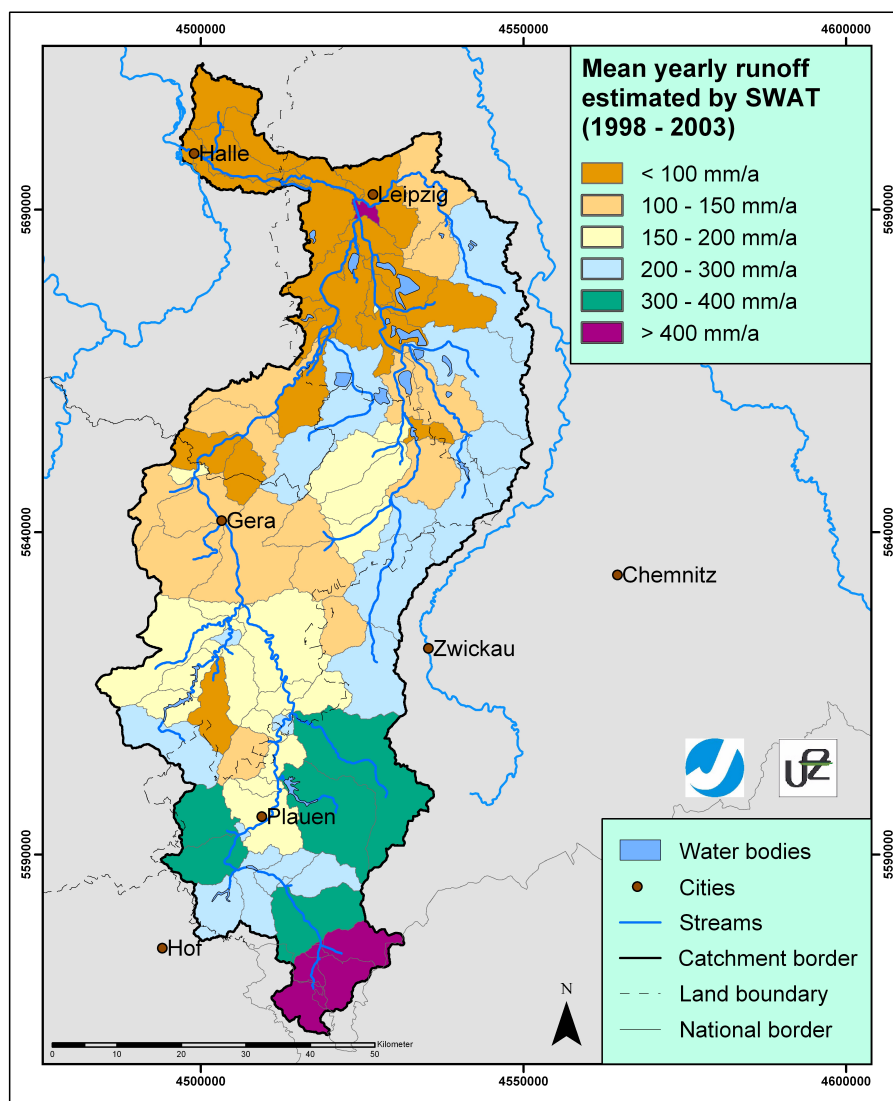 4500000
4550000
4600000
Mean yearly runoff
estimated by SWAT
(1998 - 2003)
< 100 mm/a
100 - 150 mm/a
150 - 200 mm/a
200 - 300 mm/a
300 - 400 mm/a
> 400 mm/a
Halle
Leipzig
5690000
5690000
Gera
5640000
5640000
Chemnitz
Zwickau
UFZ
Plauen
5590000
5590000
Hof
Water bodies
Cities
Streams
Catchment border
Land boundary
National border
N
Kilometer
0 10 20 30 40 50
4500000
4550000
4600000